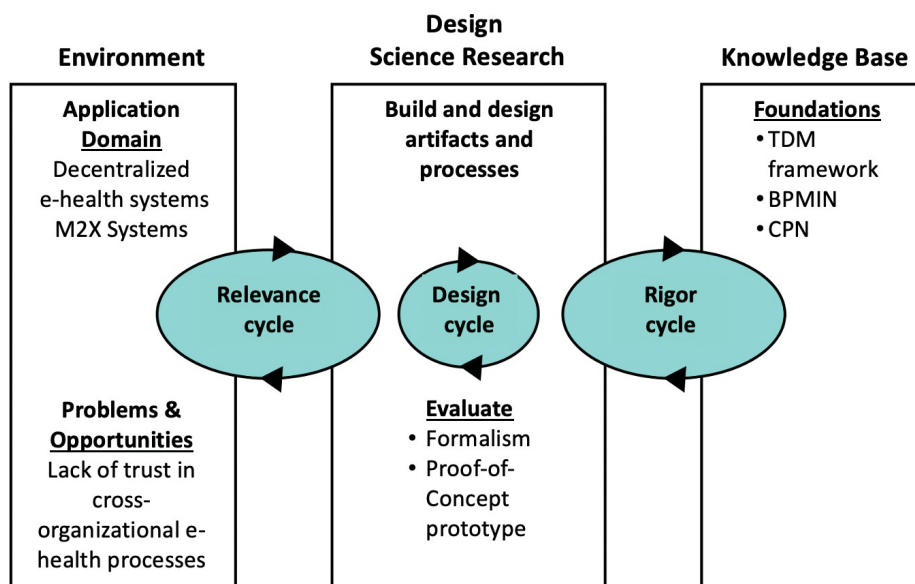 Environment
Design
Science Research
Knowledge Base
Application
Domain
Decentralized
e-health systems
M2X Systems
Problems &
Opportunities
Lack of trust in
cross-
organizational e-
health processes
Relevance
cycle
Build and design
artifacts and
processes
Design
cycle
Evaluate
• Formalism
• Proof-of-
Concept
prototype
Rigor
cycle
Foundations
• TDM
framework
• BPMIN
• CPN